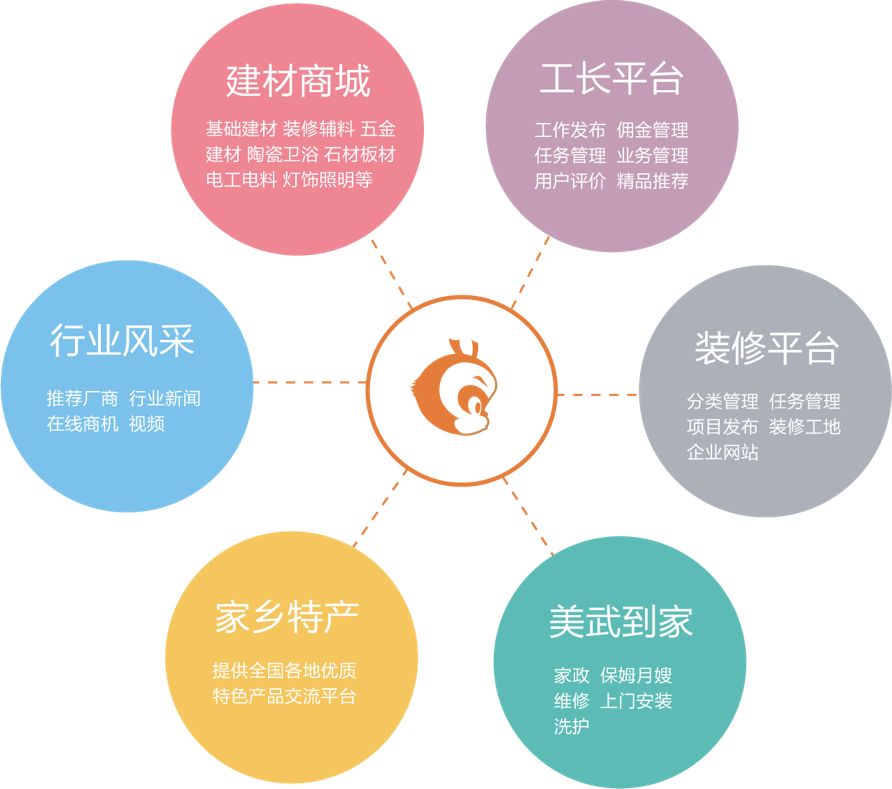 建材商城
基础建材 装修辅料 五金
建材 陶瓷卫浴 石材板材
电工电料 灯饰照明等
工长平台
工作发布 佣金管理
任务管理 业务管理
用户评价 精品推荐
行业风采
推荐厂商 行业新闻
在线商机 视频
装修平台
分类管理 任务管理
项目发布 装修工地
企业网站
家乡特产
提供全国各地优质
特色产品交流平台
美武到家
家政 保姆月嫂
维修 上门安装
洗护